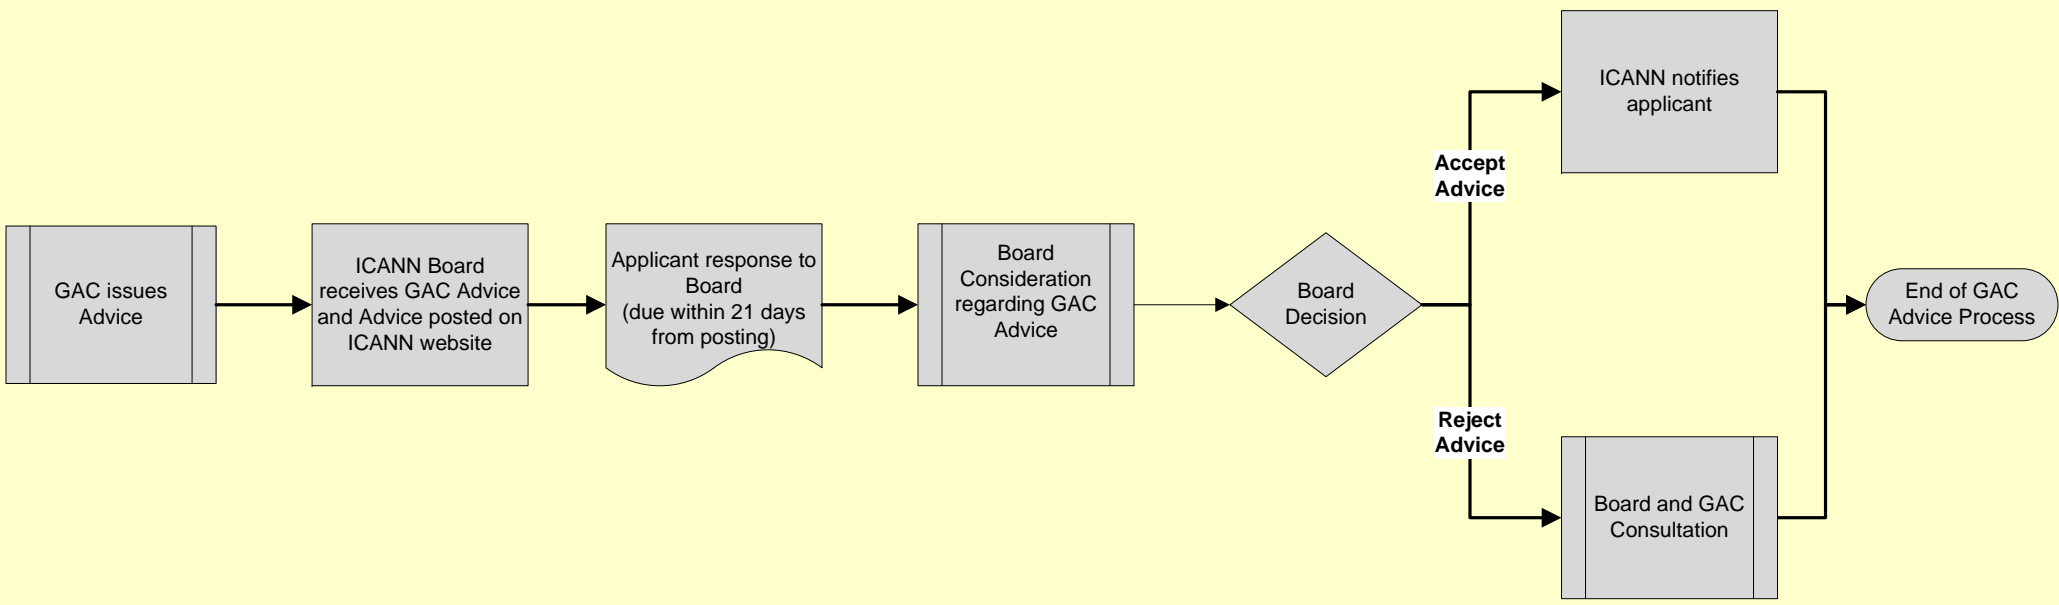 GAC issues
Advice
ICANN Board
receives GAC Advice
and Advice posted on
ICANN website
Applicant response to
Board
(due within 21 days
from posting)
Board
Consideration
regarding GAC
Advice
Board
Decision
Accept
Advice
ICANN notifies
applicant
Reject
Advice
Board and GAC
Consultation
End of GAC
Advice Process